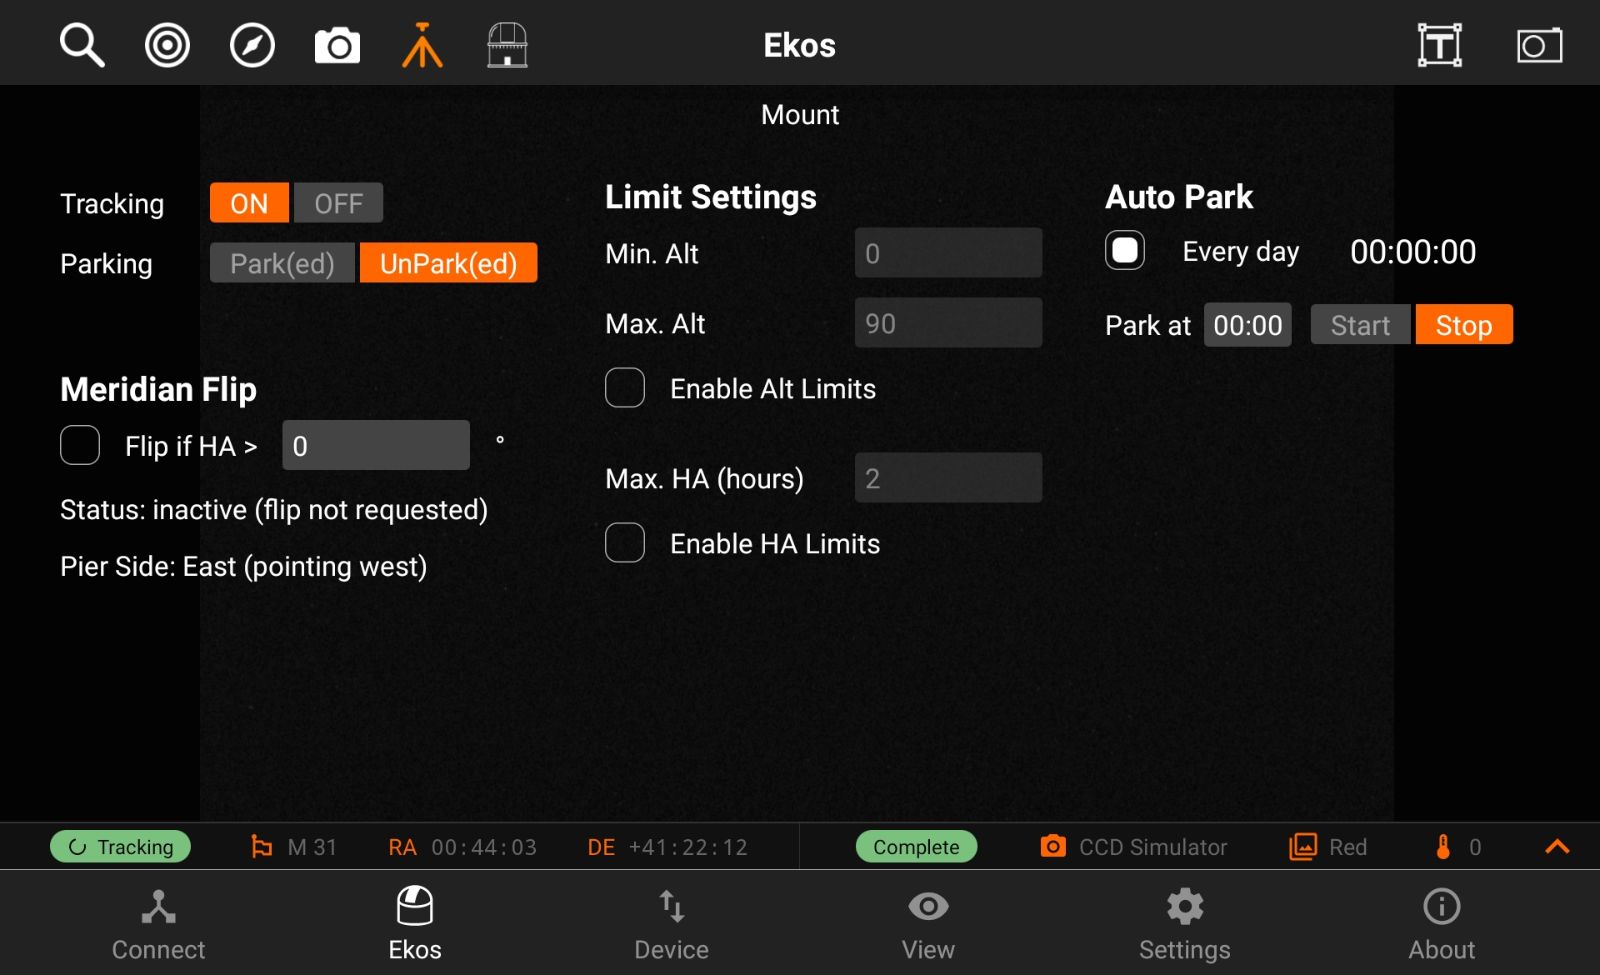 Ekos
Mount
Tracking ON OFF
Parking Park(ed) UnPark(ed)
Meridian Flip
Flip if HA > 0 °
Status: inactive (flip not requested)
Pier Side: East (pointing west)
Limit Settings
Min. Alt 0
Max. Alt 90
Enable Alt Limits
Max. HA (hours) 2
Enable HA Limits
Auto Park
Every day 00:00:00
Park at 00:00 Start Stop
Tracking M 31 RA 00:44:03 DE +41:22:12 Complete CCD Simulator Red 0
Connect Ekos Device View Settings About